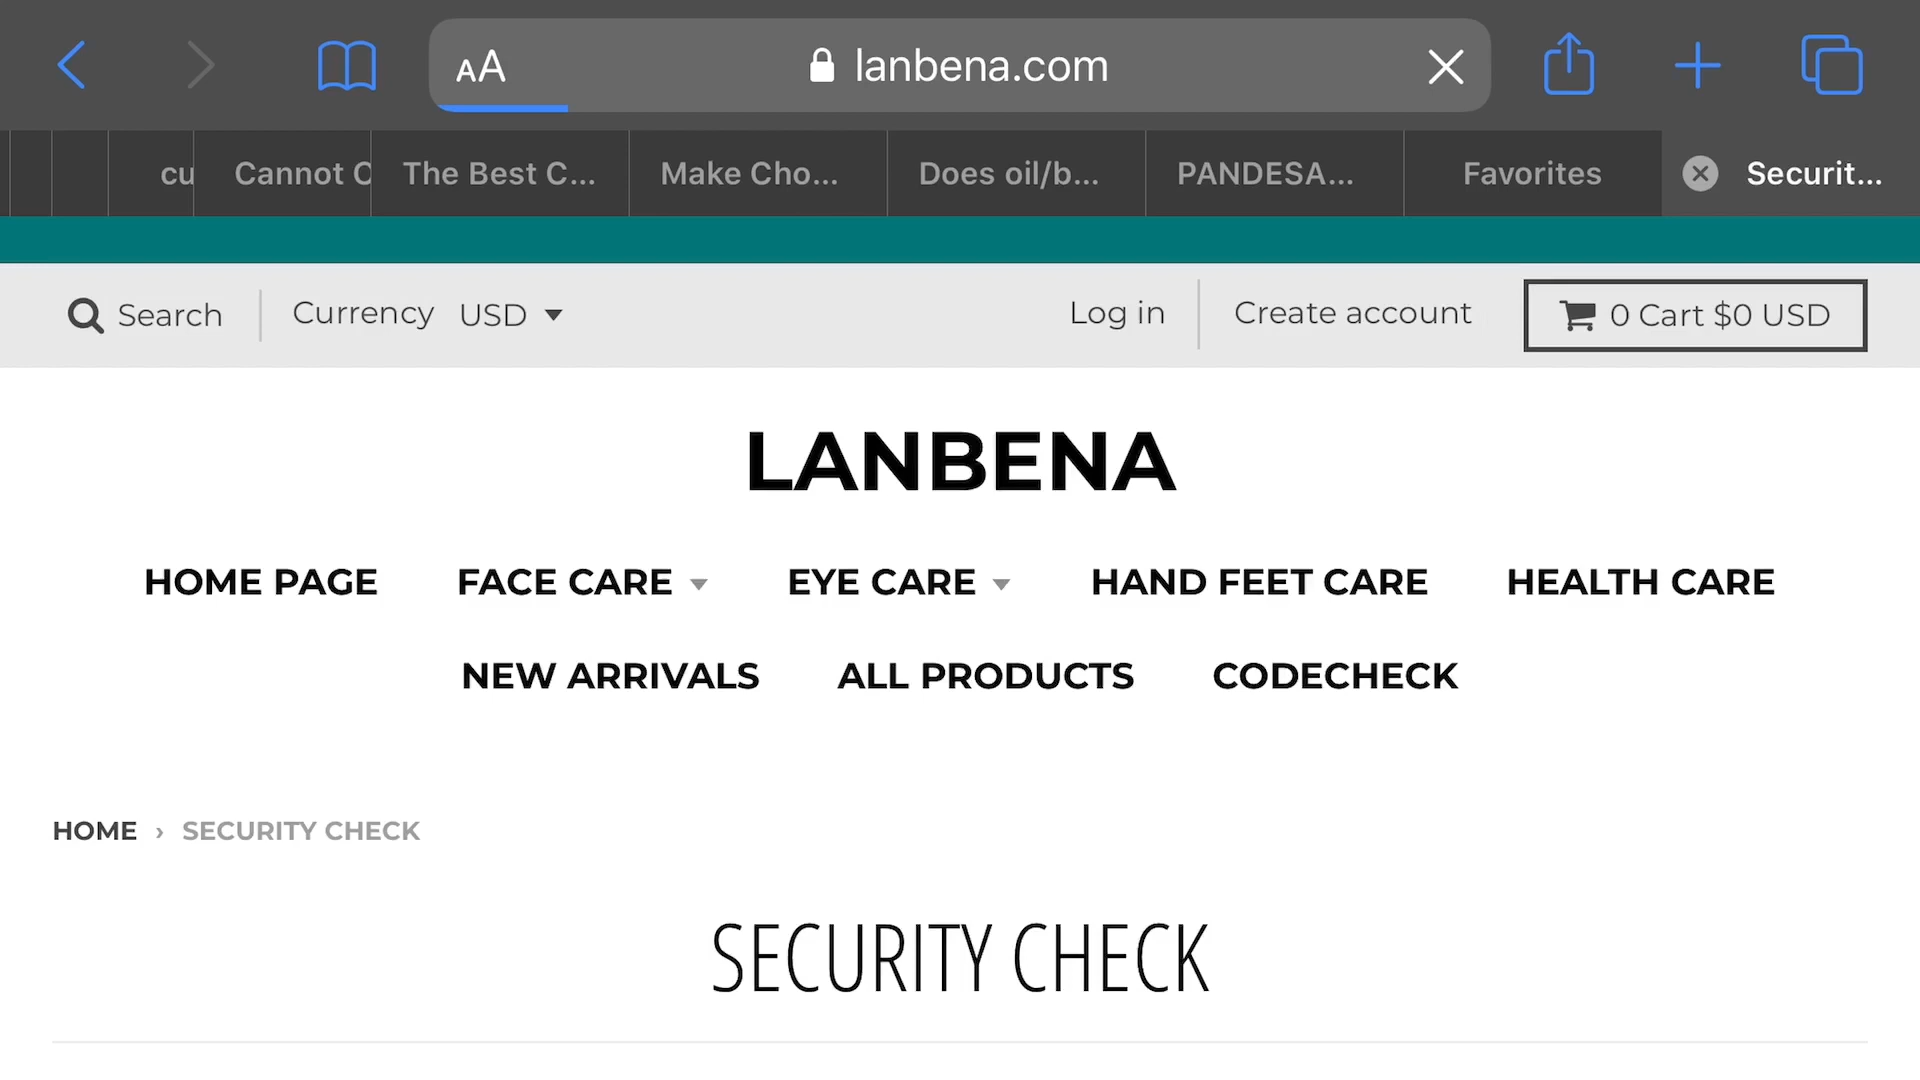 AA lanbena.com
cu Cannot C The Best C... Make Cho... Does oil/b... PANDESA... Favorites Securit...
Search Currency USD Log in Create account 0 Cart $0 USD
LANBENA
HOME PAGE FACE CARE EYE CARE HAND FEET CARE HEALTH CARE
NEW ARRIVALS ALL PRODUCTS CODECHECK
HOME › SECURITY CHECK
SECURITY CHECK